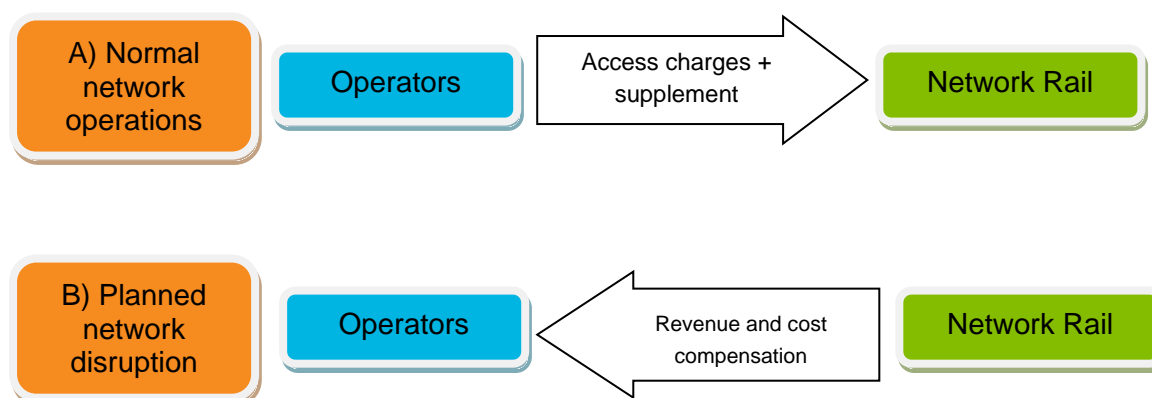 A) Normal
network
operations
Operators
Access charges +
supplement
Network Rail
B) Planned
network
disruption
Operators
Revenue and cost
compensation
Network Rail